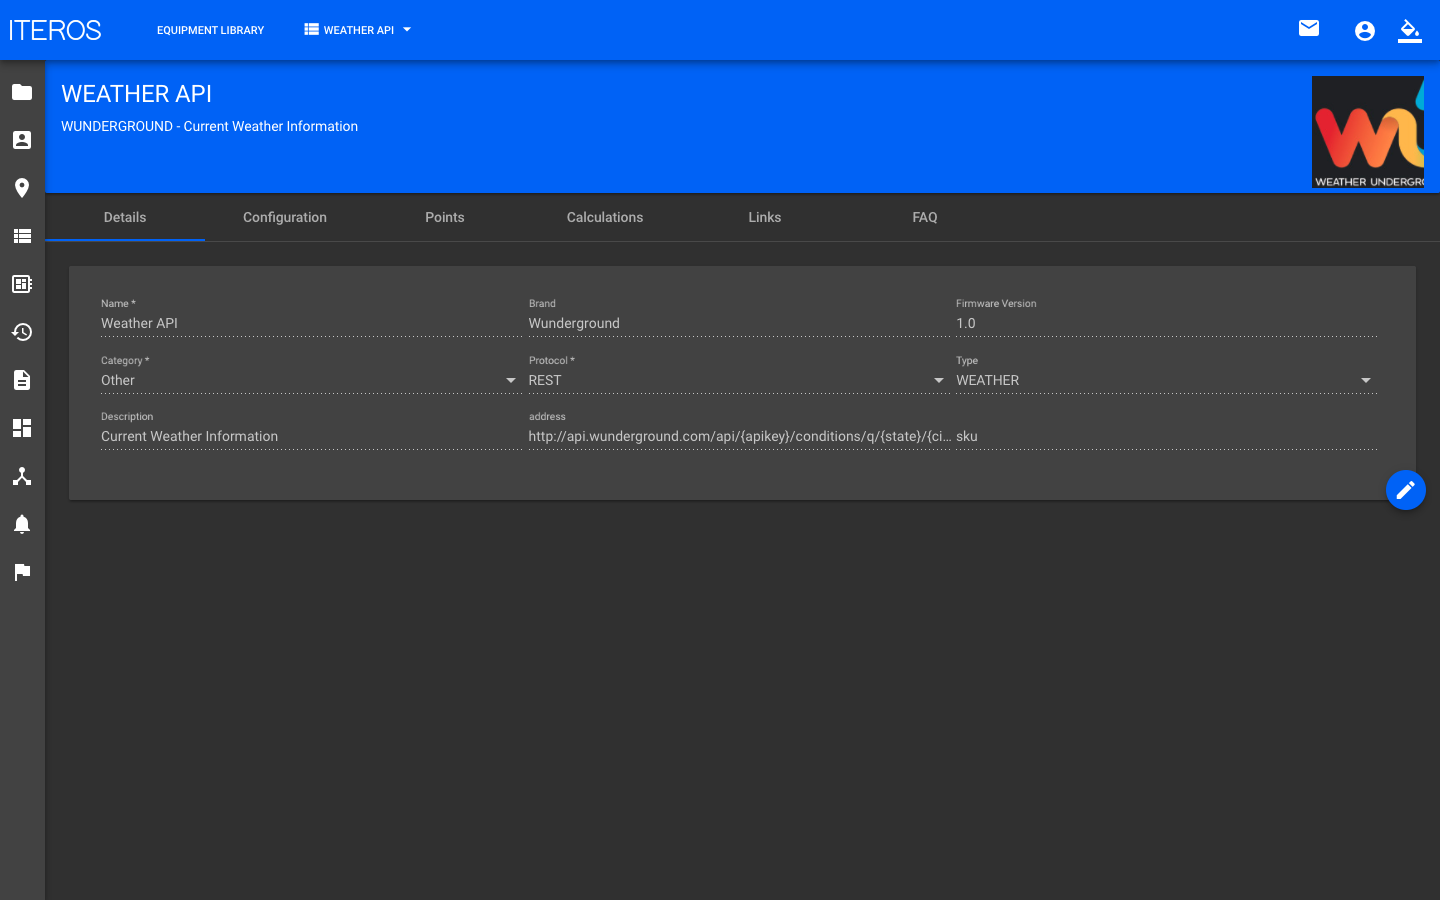 ITEROS
EQUIPMENT LIBRARY
WEATHER API
WEATHER API
WUNDERGROUND - Current Weather Information
WEATHER UNDERGR
Details
Configuration
Points
Calculations
Links
FAQ
Name *
Brand
Firmware Version
Weather API
Wunderground
1.0
Category *
Protocol *
Type
Other
REST
WEATHER
Description
address
Current Weather Information
http://api.wunderground.com/api/{apikey}/conditions/q/{state}/{ci...
sku